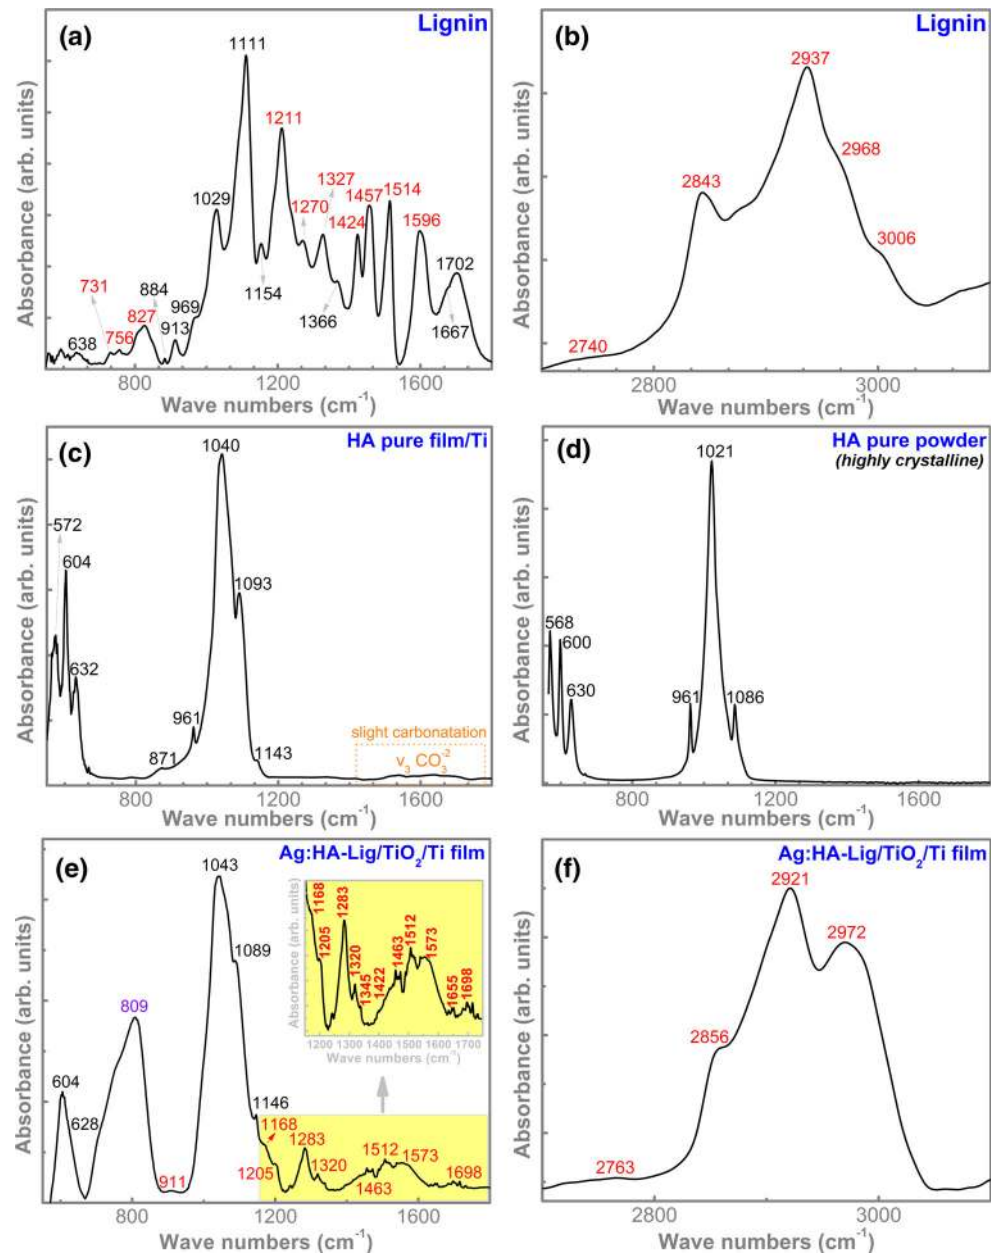 (a)
Lignin
1111
1211
1327
1029
1270
1457
1514
1424
1596
731
884
969
1702
756
827
638
913
1154
1366
1667
800
1200
1600
Wave numbers (cm-1)
Absorbance (arb. units)
(b)
Lignin
2937
2968
2843
3006
2740
2800
3000
Wave numbers (cm-1)
Absorbance (arb. units)
(c)
HA pure film/Ti
1040
572
604
1093
632
961
871
1143
slight carbonatation
v3 CO3-2
800
1200
1600
Wave numbers (cm-1)
Absorbance (arb. units)
(d)
HA pure powder
(highly crystalline)
1021
568
600
630
961
1086
800
1200
1600
Wave numbers (cm-1)
Absorbance (arb. units)
(e)
Ag:HA-Lig/TiO2/Ti film
1043
1089
809
604
628
911
1146
1168
1205
1283
1320
1463
1512
1573
1698
800
1200
1600
Wave numbers (cm-1)
Absorbance (arb. units)
1168
1205
1283
1320
1345
1422
1463
1512
1573
1655
1698
1200 1300 1400 1500 1600 1700
Wave numbers (cm-1)
Absorbance (arb. units)
(f)
Ag:HA-Lig/TiO2/Ti film
2921
2972
2856
2763
2800
3000
Wave numbers (cm-1)
Absorbance (arb. units)